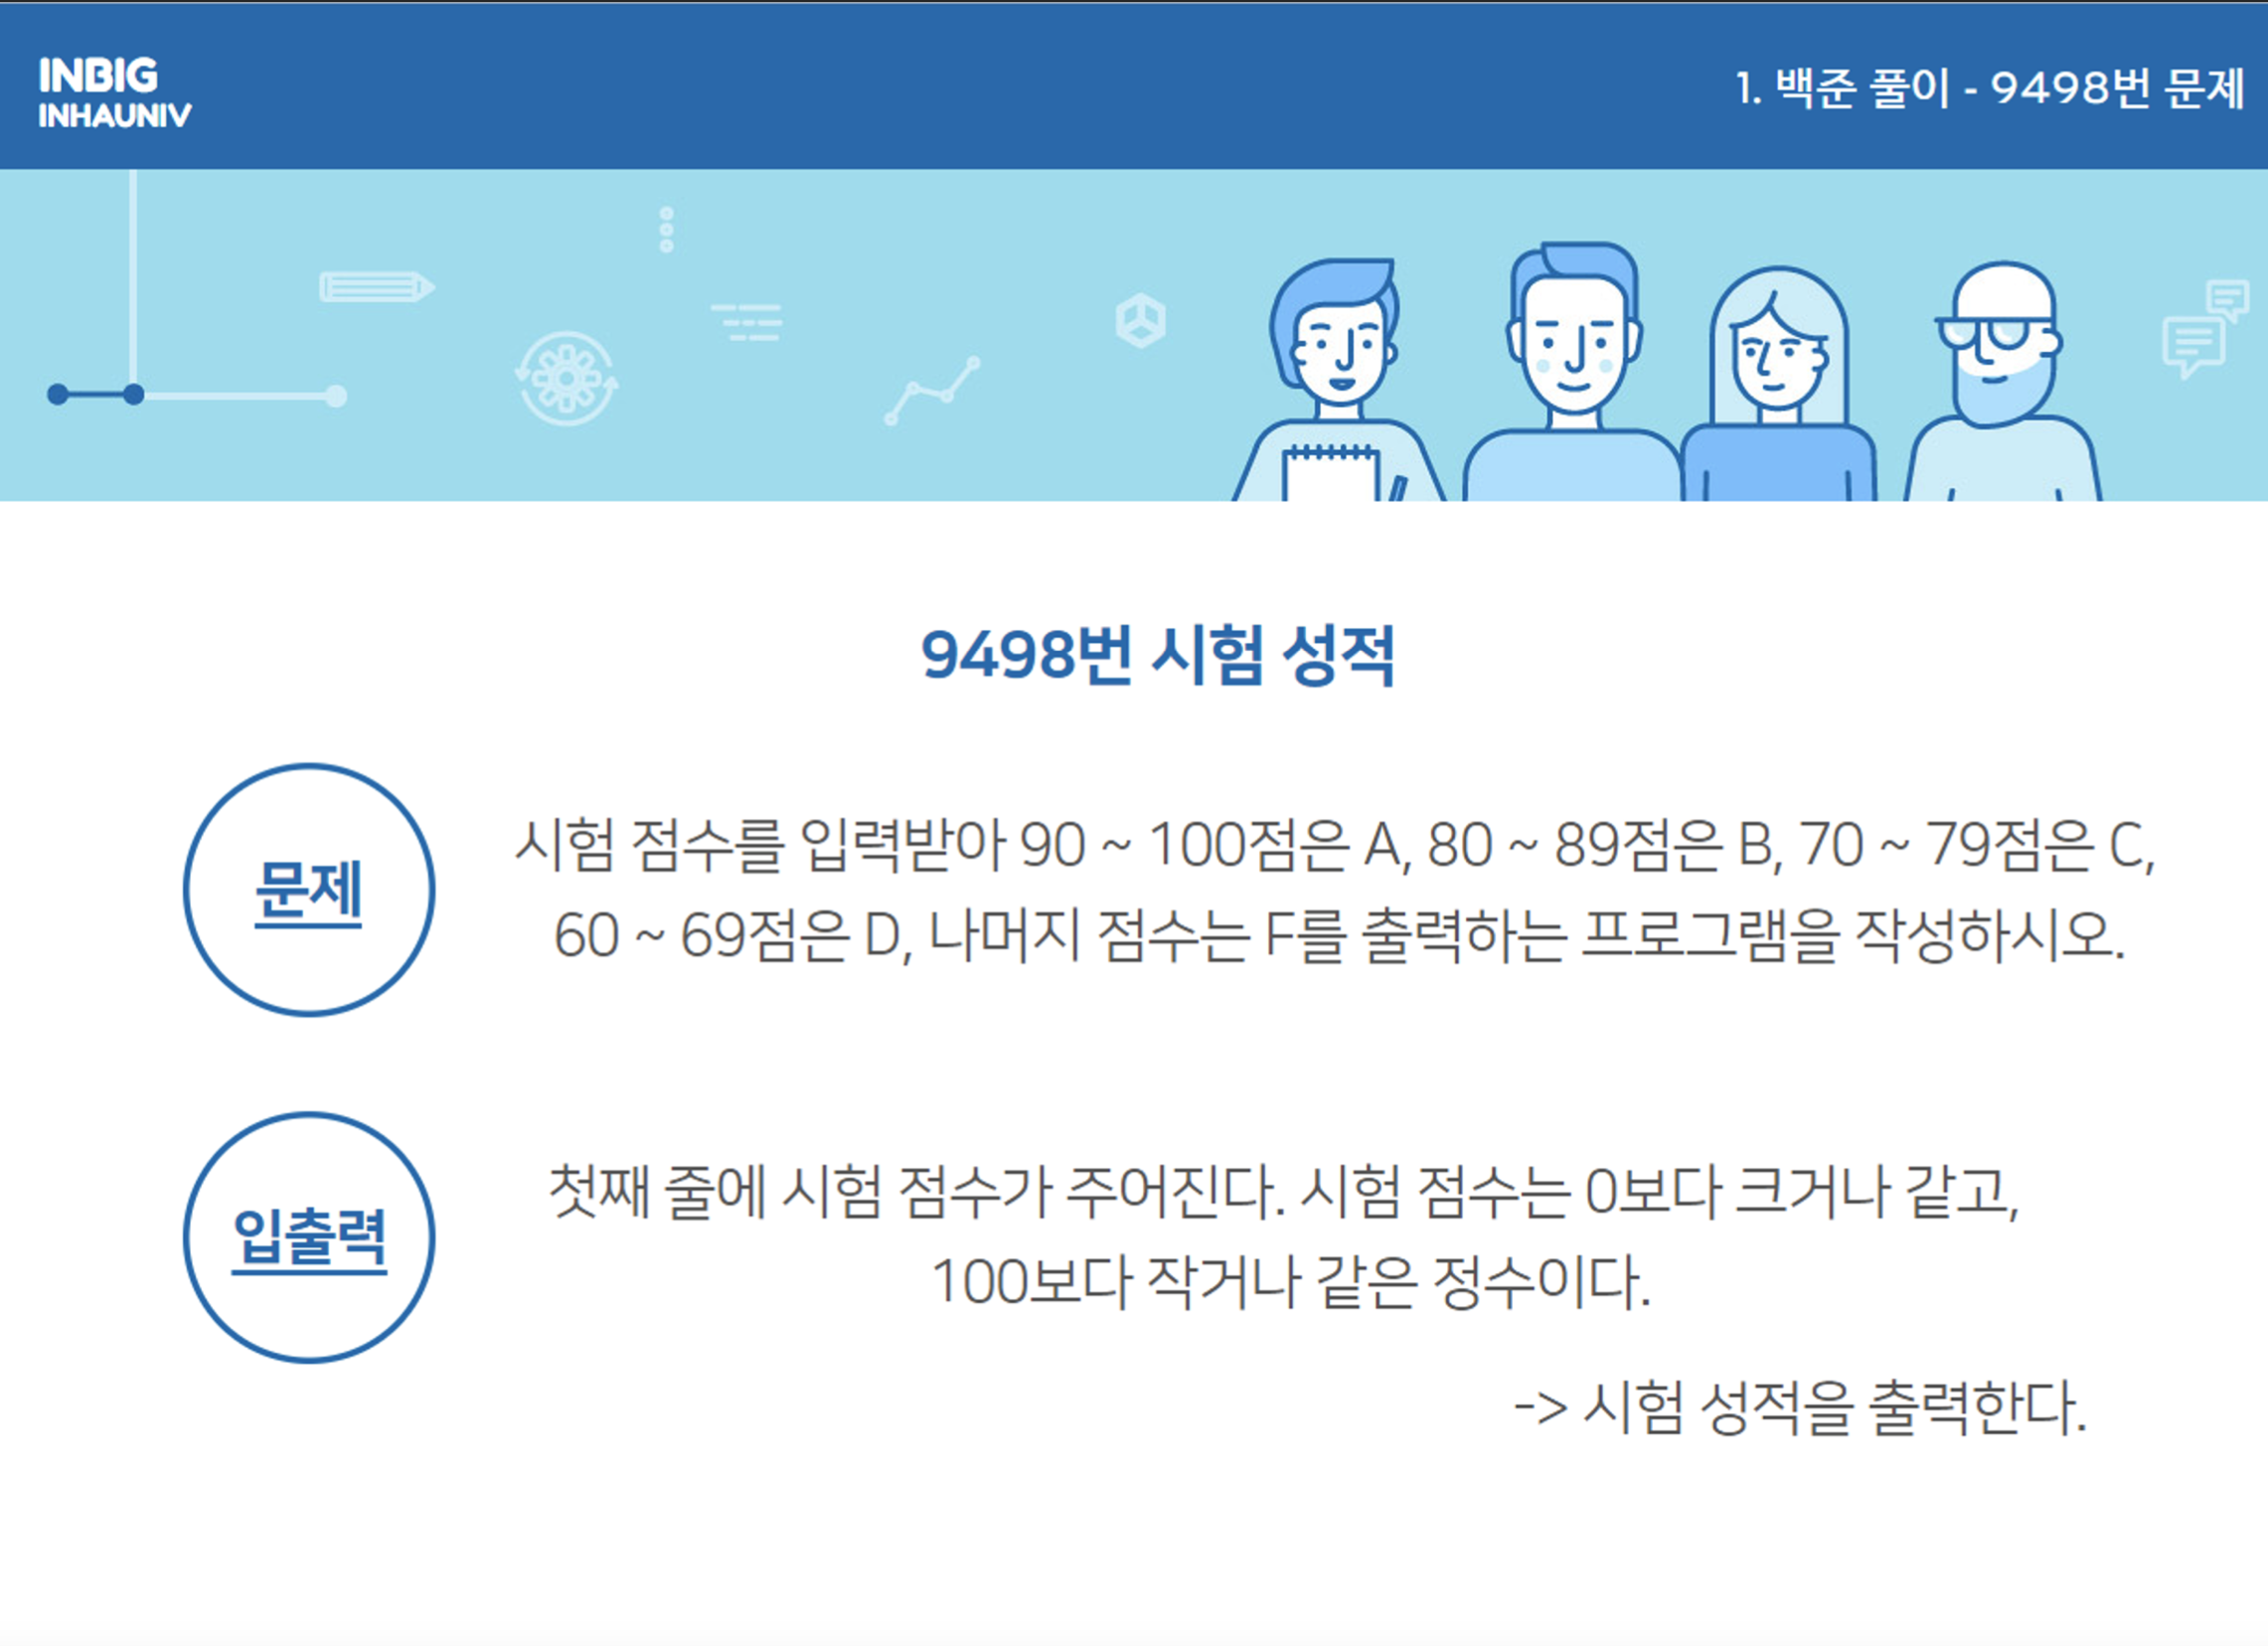 INBIG
INHAUNIV
1. 백준 풀이 - 9498번 문제
9498번 시험 성적
문제
시험 점수를 입력받아 90 ~ 100점은 A, 80 ~ 89점은 B, 70 ~ 79점은 C,
60 ~ 69점은 D, 나머지 점수는 F를 출력하는 프로그램을 작성하시오.
입출력
첫째 줄에 시험 점수가 주어진다. 시험 점수는 0보다 크거나 같고,
100보다 작거나 같은 정수이다.
-> 시험 성적을 출력한다.